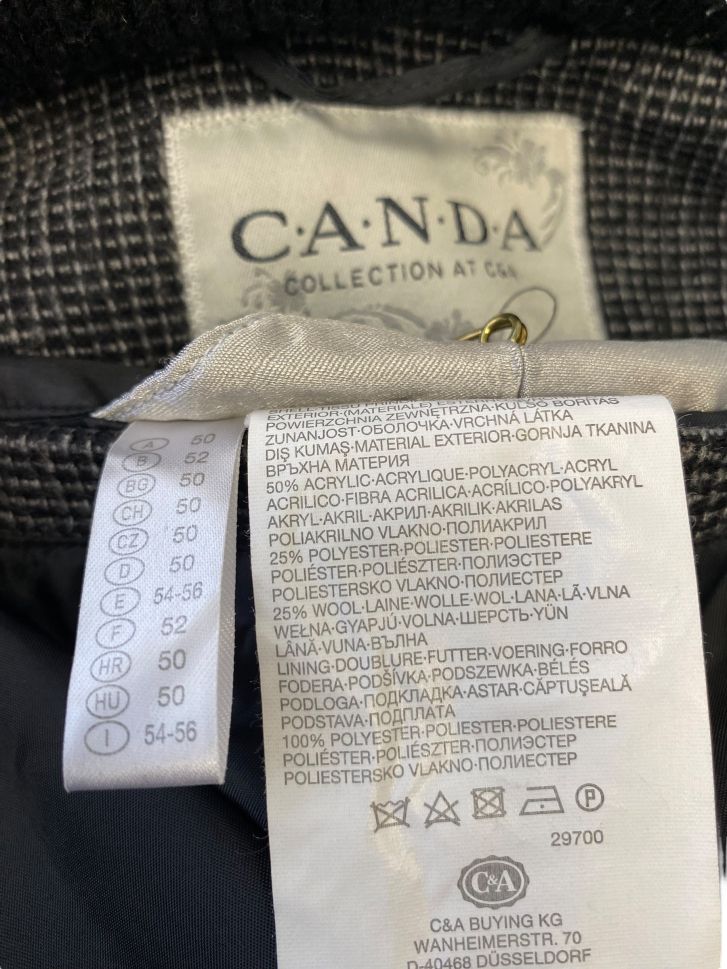 C·A·N·D·A
COLLECTION AT C&A
A 50
B 52
BG 50
CH 50
CZ 50
D 50
E 54-56
F 52
HR 50
HU 50
I 54-56
EXTERIOR·(MATERIALE)
POWIERZCHNIA ZEWNĘTRZNA·KÜLSŐ BORÍTÁS
ZUNANJOST·ОБОЛОЧКА·VRCHNÁ LÁTKA
DIŞ KUMAŞ·MATERIAL EXTERIOR·GORNJA TKANINA
ВРЪХНА МАТЕРИЯ
50% ACRYLIC·ACRYLIQUE·POLYACRYL·ACRYL
ACRILICO·FIBRA ACRILICA·ACRÍLICO·POLYAKRYL
AKRYL·AKRIL·АКРИЛ·AKRILIK·AKRILAS
POLIAKRILNO VLAKNO·ПОЛИАКРИЛ
25% POLYESTER·POLIESTER·POLIESTERE
POLIÉSTER·POLIÉSZTER·ПОЛИЭСТЕР
POLIESTERSKO VLAKNO·ПОЛИЕСТЕР
25% WOOL·LAINE·WOLLE·WOL·LANA·LÃ·VLNA
WEŁNA·GYAPJÚ·VOLNA·ШЕРСТЬ·YÜN
LÂNĂ·VUNA·ВЪЛНА
LINING·DOUBLURE·FUTTER·VOERING·FORRO
FODERA·PODŠÍVKA·PODSZEWKA·BÉLÉS
PODLOGA·ПОДКЛАДКА·ASTAR·CĂPTUŞEALĂ
PODSTAVA·ПОДПЛАТА
100% POLYESTER·POLIESTER·POLIESTERE
POLIÉSTER·POLIÉSZTER·ПОЛИЭСТЕР
POLIESTERSKO VLAKNO·ПОЛИЕСТЕР
P
29700
C&A
C&A BUYING KG
WANHEIMERSTR. 70
D-40468 DÜSSELDORF